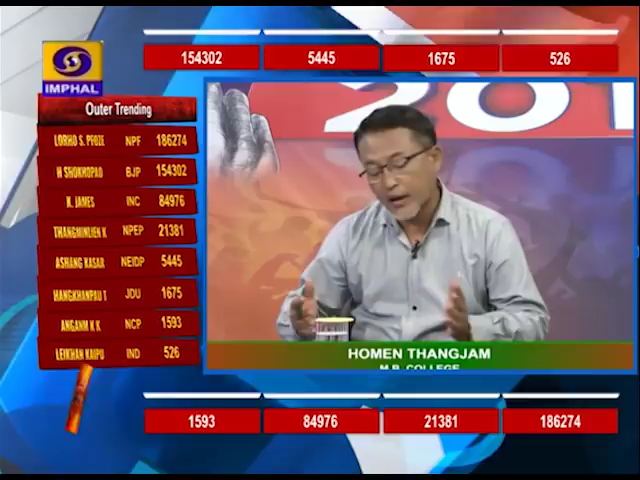 154302 5445 1675 526
IMPHAL
201
Outer Trending
LORHO S. PFOZE NPF 186274
H SHOKHOPAO BJP 154302
K. JAMES INC 84976
THANGMINLIEN K NPEP 21381
ASHANG KASAR NEIDP 5445
HANGKHANPAU T JDU 1675
ANGAM K K NCP 1593
LEIKHAN KAIPU IND 526
HOMEN THANGJAM
M.B. COLLEGE
1593 84976 21381 186274